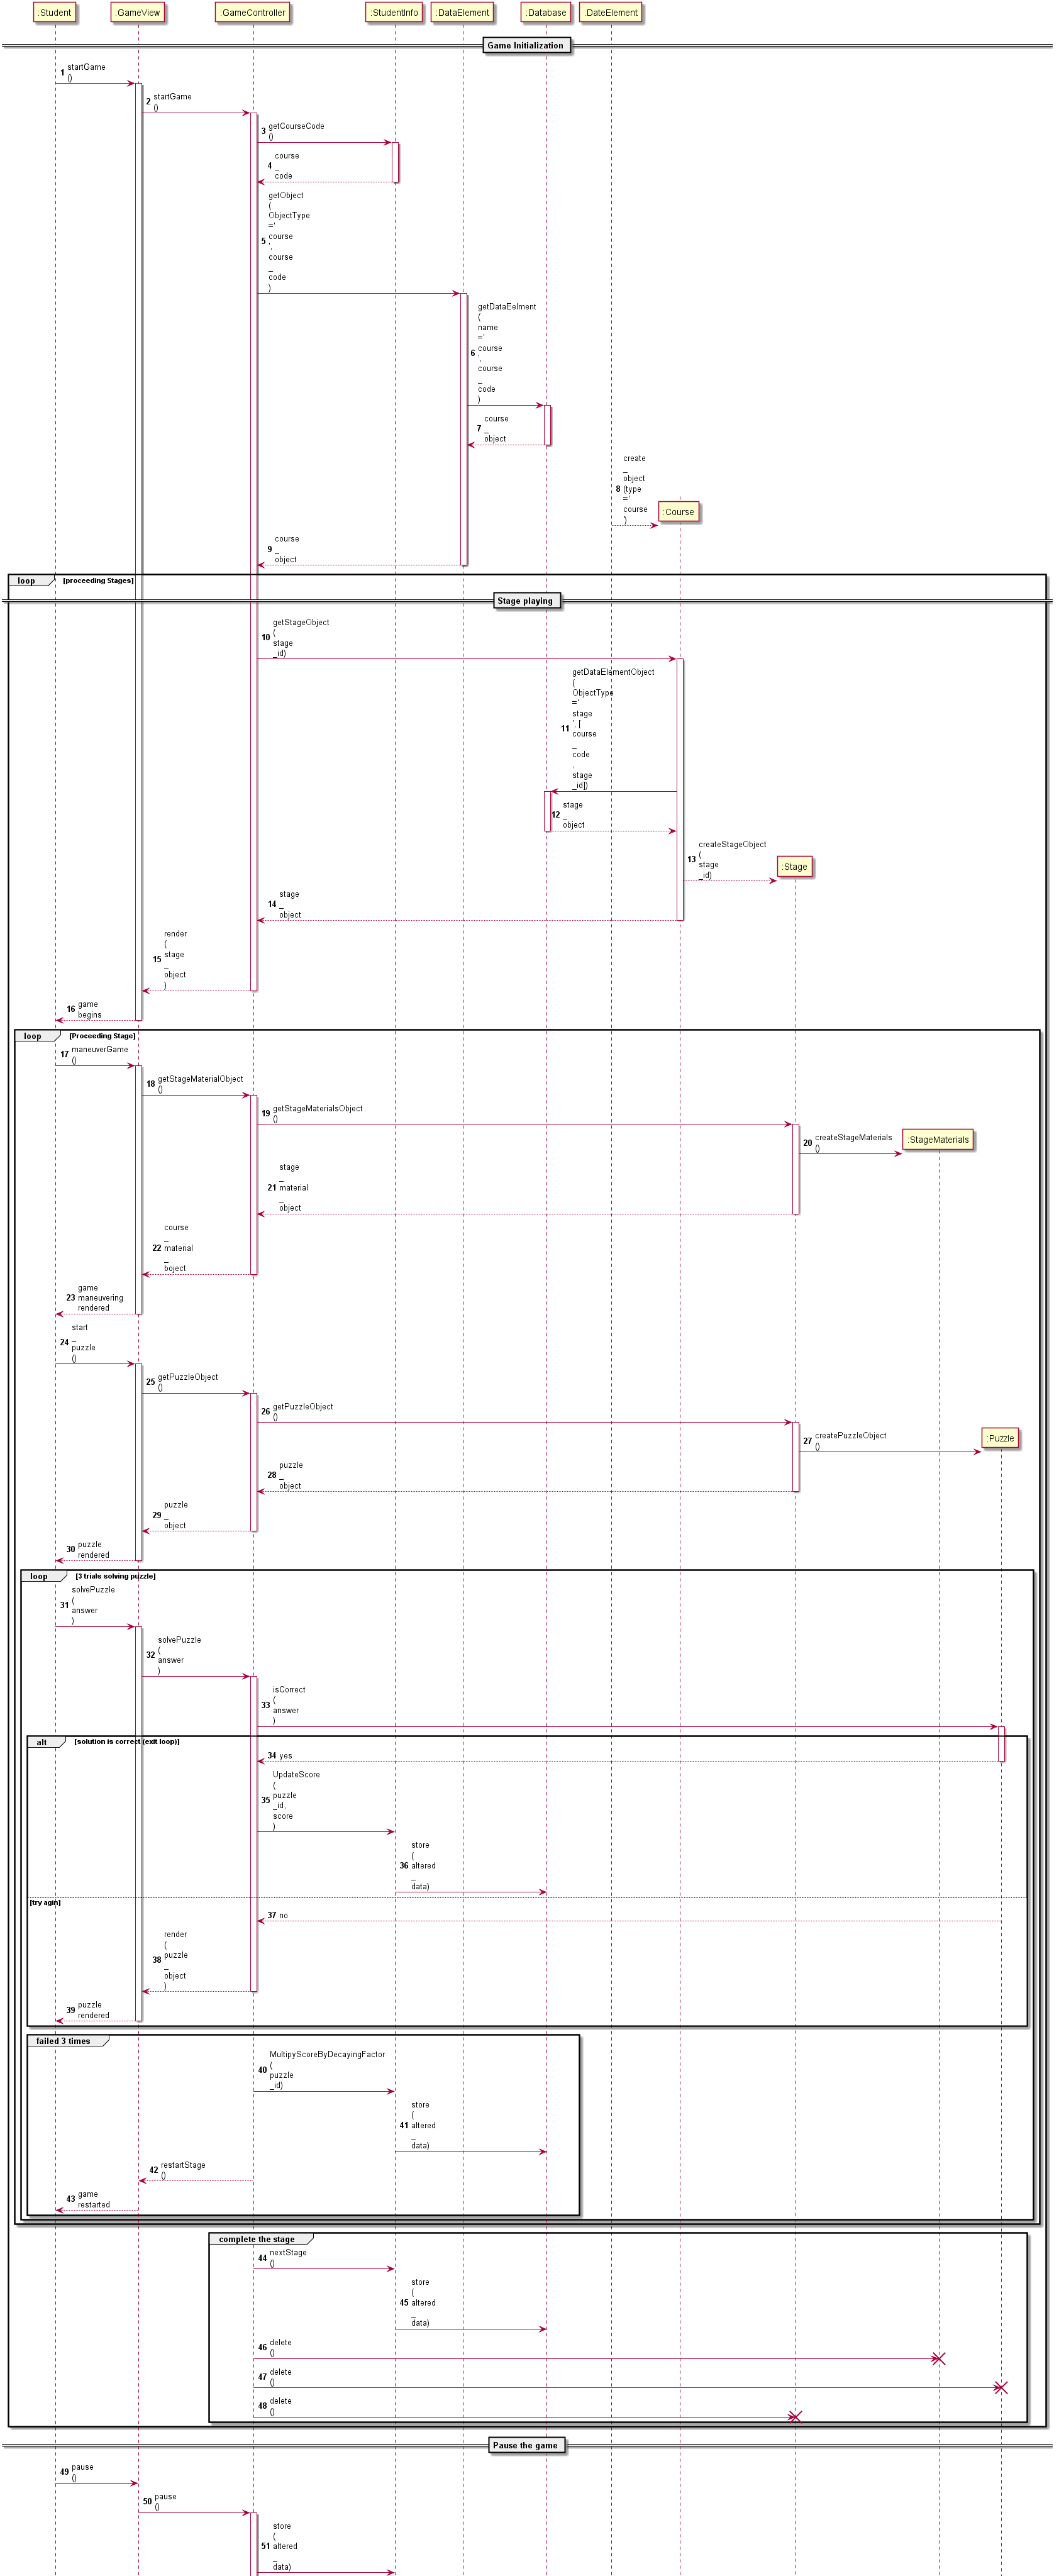 :Student :GameView :GameController :StudentInfo :DataElement :Database :DateElement
Game Initialization
1 startGame
()
2 startGame
()
3 getCourseCode
()
4 course
_
code
5 getObject
(
ObjectType
='
course
',
course
_
code
)
6 getDataEelment
(
name
='
course
',
course
_
code
)
7 course
_
object
8 create
_
object
(type
='
course
')
:Course
9 course
_
object
loop [proceeding Stages]
Stage playing
10 getStageObject
(
stage
_id)
11 getDataElementObject
(
ObjectType
='
stage
', [
course
_
code
,
stage
_id])
12 stage
_
object
13 createStageObject
(
stage
_id)
:Stage
14 stage
_
object
15 render
(
stage
_
object
)
16 game
begins
loop [Proceeding Stage]
17 maneuverGame
()
18 getStageMaterialObject
()
19 getStageMaterialsObject
()
20 createStageMaterials
()
:StageMaterials
21 stage
_
material
_
object
22 course
_
material
_
boject
23 game
maneuvering
rendered
24 start
_
puzzle
()
25 getPuzzleObject
()
26 getPuzzleObject
()
27 createPuzzleObject
()
:Puzzle
28 puzzle
_
object
29 puzzle
_
object
30 puzzle
rendered
loop [3 trials solving puzzle]
31 solvePuzzle
(
answer
)
32 solvePuzzle
(
answer
)
33 isCorrect
(
answer
)
alt [solution is correct (exit loop)]
34 yes
35 UpdateScore
(
puzzle
_id,
score
)
36 store
(
altered
_
data)
[try agin]
37 no
38 render
(
puzzle
_
object
)
39 puzzle
rendered
failed 3 times
40 MultipyScoreByDecayingFactor
(
puzzle
_id)
41 store
(
altered
_
data)
42 restartStage
()
43 game
restarted
complete the stage
44 nextStage
()
45 store
(
altered
_
data)
46 delete
()
47 delete
()
48 delete
()
Pause the game
49 pause
()
50 pause
()
51 store
(
altered
_
data)